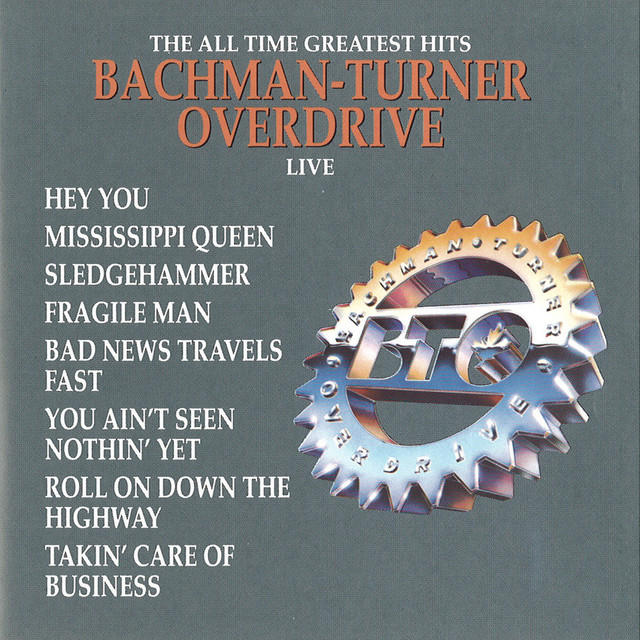 THE ALL TIME GREATEST HITS
BACHMAN-TURNER
OVERDRIVE
LIVE
HEY YOU
MISSISSIPPI QUEEN
SLEDGEHAMMER
FRAGILE MAN
BAD NEWS TRAVELS
FAST
YOU AIN'T SEEN
NOTHIN' YET
ROLL ON DOWN THE
HIGHWAY
TAKIN' CARE OF
BUSINESS
BACHMAN • TURNER
BTO
OVERDRIVE